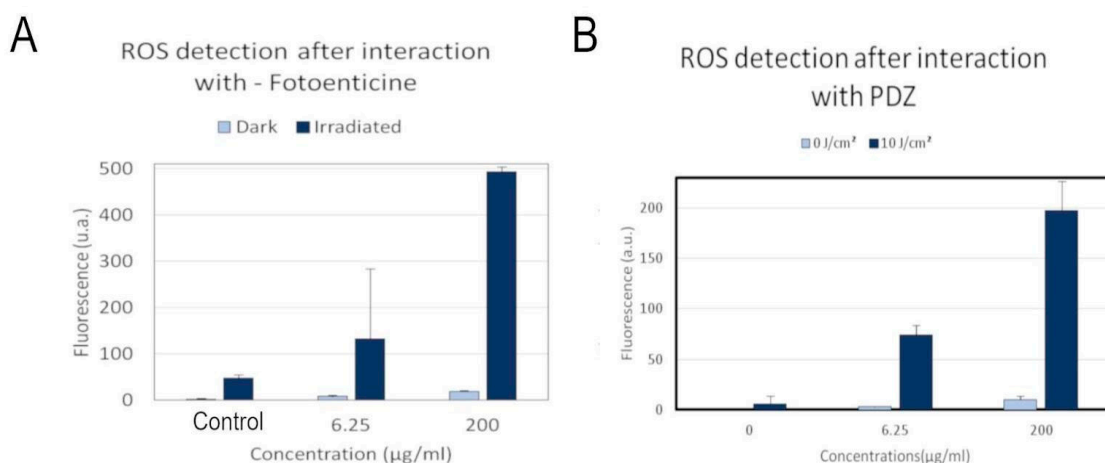 A
ROS detection after interaction
with - Fotoenticine
Dark Irradiated
Fluorescence (u.a.)
500
400
300
200
100
0
Control 6.25 200
Concentration (µg/ml)
B
ROS detection after interaction
with PDZ
0 J/cm² 10 J/cm²
Fluorescence (a.u.)
200
150
100
50
0
0 6.25 200
Concentrations(µg/ml)